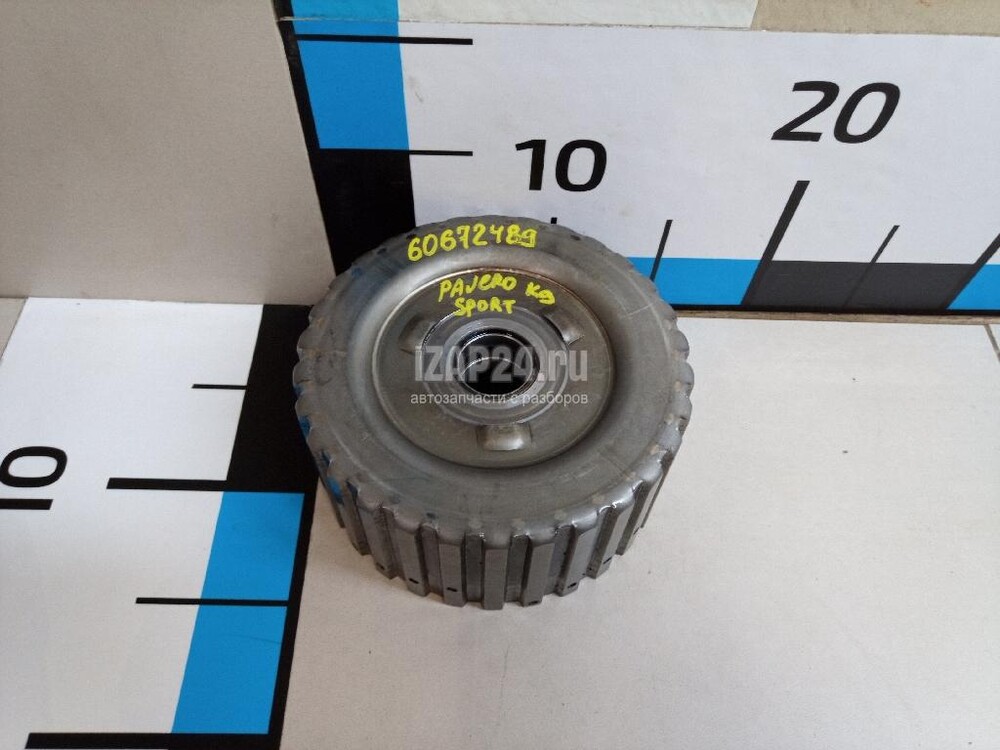 20
10
60672489
PAJERO K9
SPORT
iZAP24.ru
автозапчасти с разборов
10